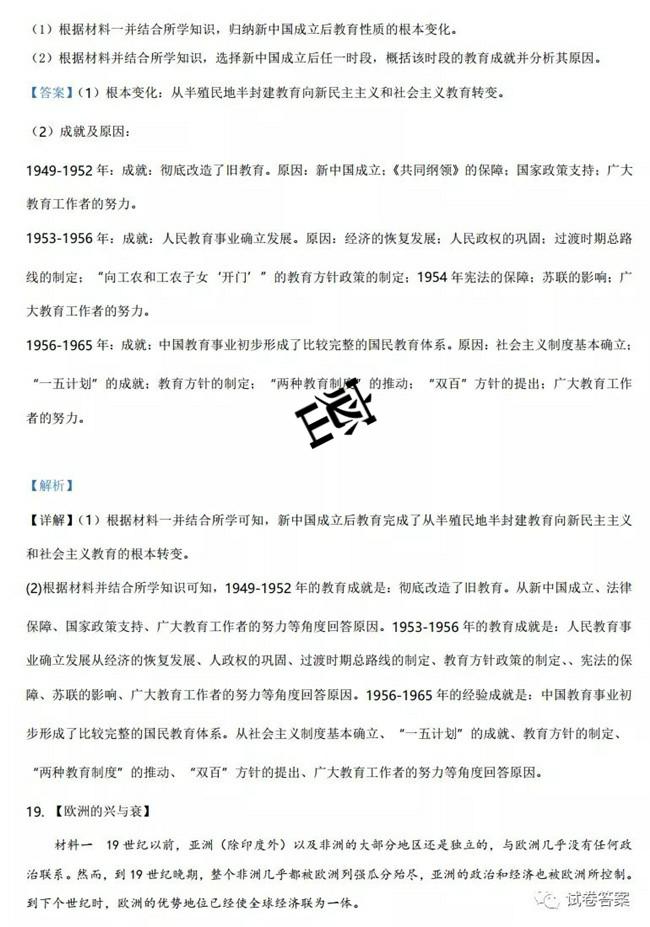 （1）根据材料一并结合所学知识，归纳新中国成立后教育性质的根本变化。
（2）根据材料并结合所学知识，选择新中国成立后任一时段，概括该时段的教育成就并分析其原因。
【答案】（1）根本变化：从半殖民地半封建教育向新民主主义和社会主义教育转变。
（2）成就及原因：
1949-1952 年：成就：彻底改造了旧教育。原因：新中国成立；《共同纲领》的保障；国家政策支持；广大
教育工作者的努力。
1953-1956 年：成就：人民教育事业确立发展。原因：经济的恢复发展；人民政权的巩固；过渡时期总路
线的制定；“向工农和工农子女‘开门’”的教育方针政策的制定；1954 年宪法的保障；苏联的影响；广
大教育工作者的努力。
1956-1965 年：成就：中国教育事业初步形成了比较完整的国民教育体系。原因：社会主义制度基本确立；
“一五计划”的成就；教育方针的制定；“两种教育制度”的推动；“双百”方针的提出；广大教育工作
者的努力。
【解析】
【详解】（1）根据材料一并结合所学可知，新中国成立后教育完成了从半殖民地半封建教育向新民主主义
和社会主义教育的根本转变。
(2)根据材料并结合所学知识可知，1949-1952 年的教育成就是：彻底改造了旧教育。从新中国成立、法律
保障、国家政策支持、广大教育工作者的努力等角度回答原因。1953-1956 年的教育成就是：人民教育事
业确立发展从经济的恢复发展、人政权的巩固、过渡时期总路线的制定、教育方针政策的制定、、宪法的保
障、苏联的影响、广大教育工作者的努力等角度回答原因。1956-1965 年的经验成就是：中国教育事业初
步形成了比较完整的国民教育体系。从社会主义制度基本确立、“一五计划”的成就、教育方针的制定、
“两种教育制度”的推动、“双百”方针的提出、广大教育工作者的努力等角度回答原因。
19. 【欧洲的兴与衰】
材料一 19 世纪以前，亚洲（除印度外）以及非洲的大部分地区还是独立的，与欧洲几乎没有任何政
治联系。然而，到 19 世纪晚期，整个非洲几乎都被欧洲列强瓜分殆尽，亚洲的政治和经济也被欧洲所控制。
到下个世纪时，欧洲的优势地位已经使全球经济联为一体。
试卷答案